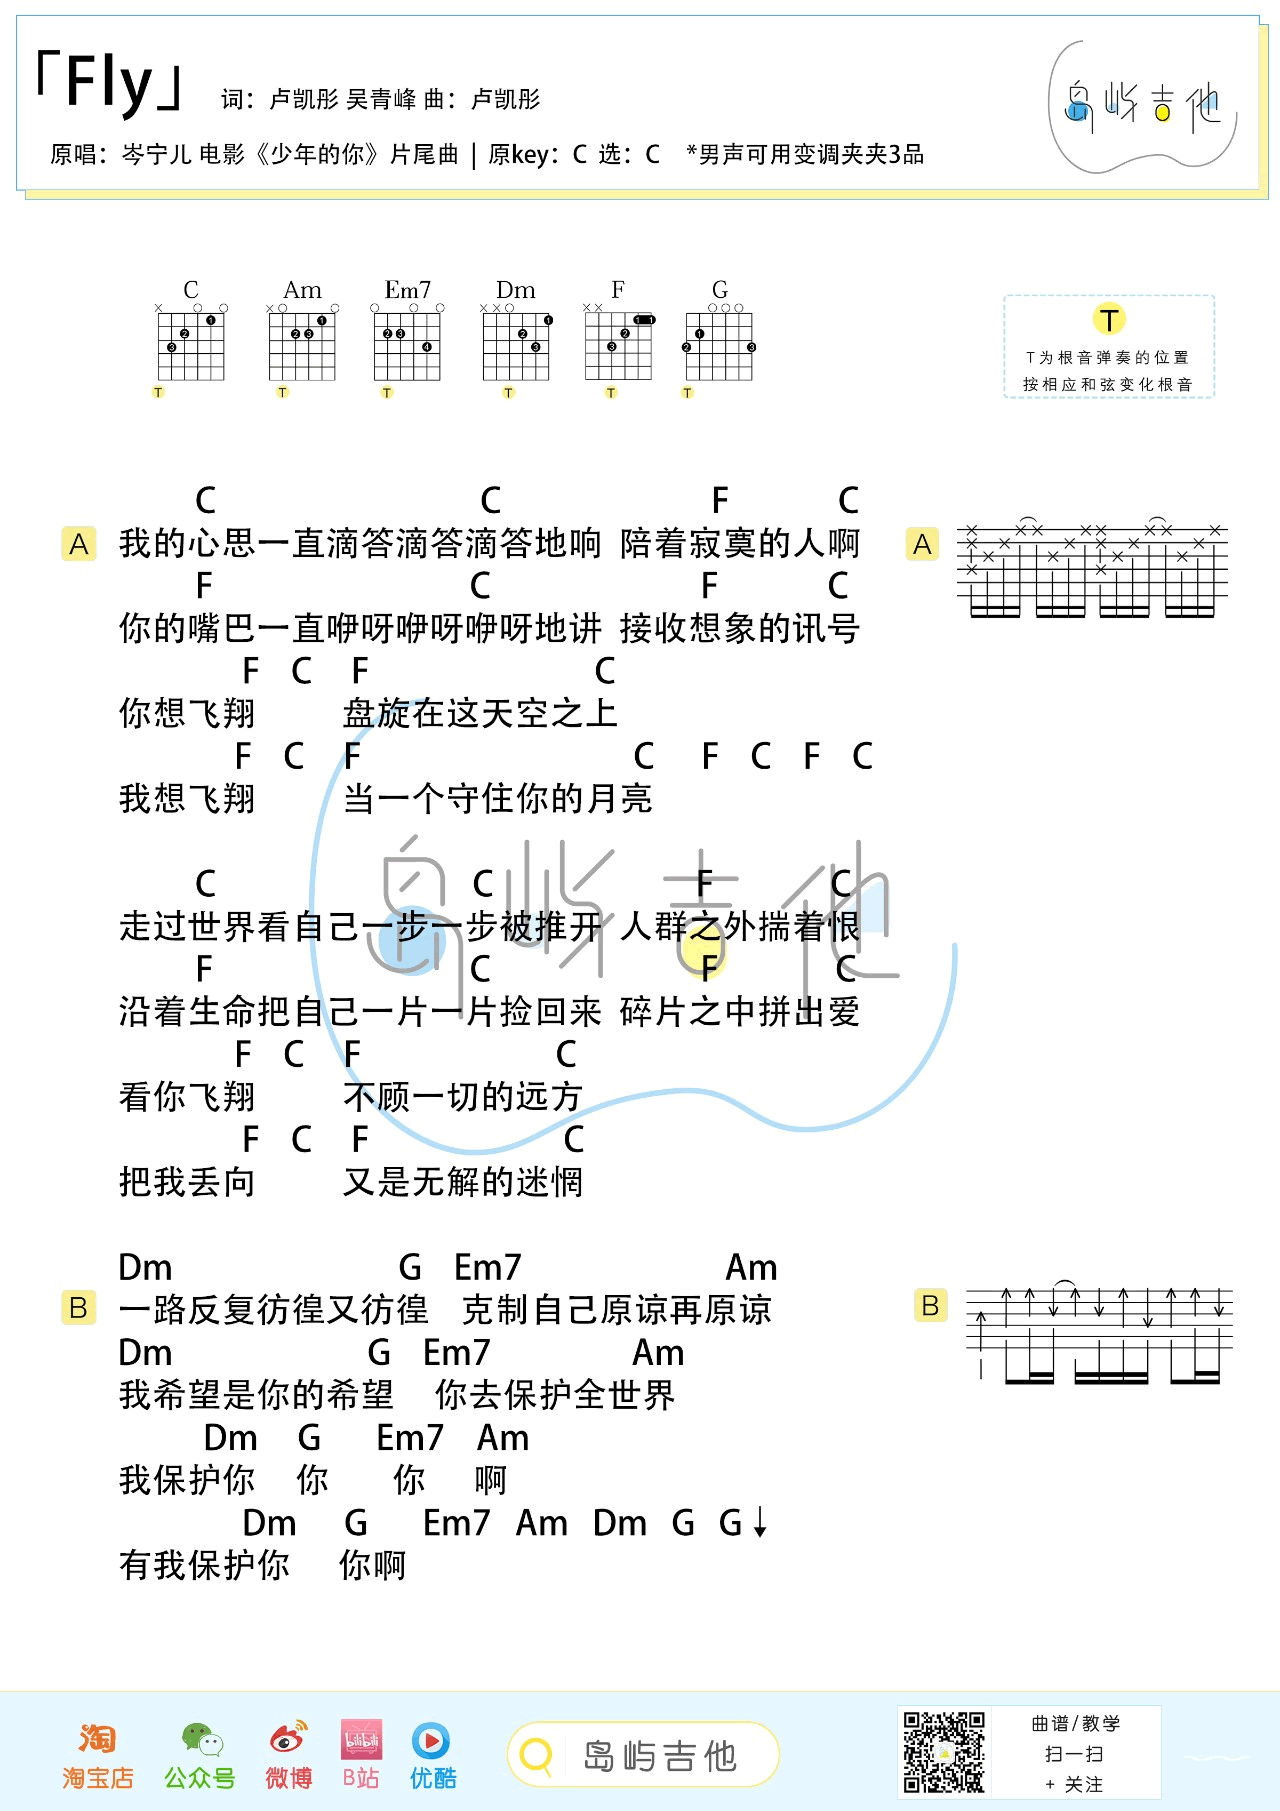 「Fly」 词：卢凯彤 吴青峰 曲：卢凯彤
岛屿吉他
原唱：岑宁儿 电影《少年的你》片尾曲 | 原key：C 选：C *男声可用变调夹夹3品
C Am Em7 Dm F G
T T T T T T
T
T为根音弹奏的位置
按相应和弦变化根音
C C F C
A 我的心思一直滴答滴答滴答地响 陪着寂寞的人啊 A
F C F C
你的嘴巴一直咿呀咿呀咿呀地讲 接收想象的讯号
F C F C
你想飞翔 盘旋在这天空之上
F C F C F C F C
我想飞翔 当一个守住你的月亮
岛屿吉他
C C F C
走过世界看自己一步一步被推开 人群之外揣着恨
F C F C
沿着生命把自己一片一片捡回来 碎片之中拼出爱
F C F C
看你飞翔 不顾一切的远方
F C F C
把我丢向 又是无解的迷惘
Dm G Em7 Am
B 一路反复彷徨又彷徨 克制自己原谅再原谅 B
Dm G Em7 Am
我希望是你的希望 你去保护全世界
Dm G Em7 Am
我保护你 你 你 啊
Dm G Em7 Am Dm G G↓
有我保护你 你啊
淘
bilibili
淘宝店 公众号 微博 B站 优酷
岛屿吉他
曲谱/教学
扫一扫
+ 关注